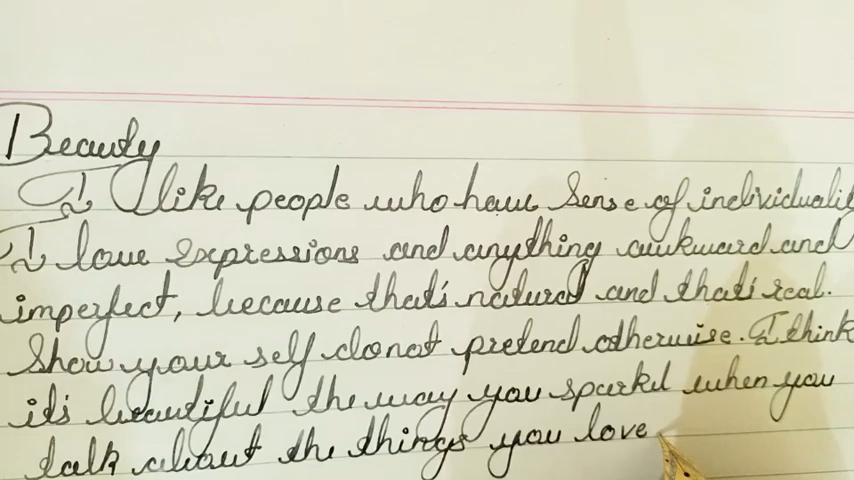 Beauty
I like people who have Sense of individuality
I love expressions and anything awkward and
imperfect, because that's natural and that's real.
Show your self do not pretend otherwise. I think
its' beautiful the way you sparkel when you
talk about the things you love